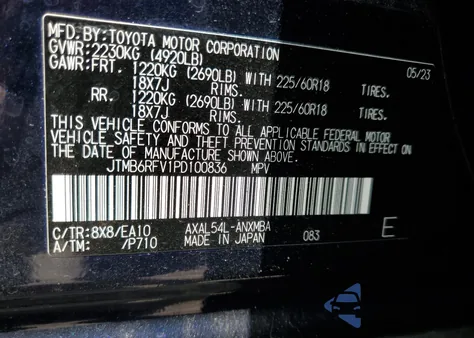 MFD.BY:TOYOTA MOTOR CORPORATION
GVWR:2230KG (4920LB) 05/23
GAWR:FRT. 1220KG (2690LB) WITH 225/60R18 TIRES.
18X7J RIMS.
RR. 1220KG (2690LB) WITH 225/60R18 TIRES.
18X7J RIMS.
THIS VEHICLE CONFORMS TO ALL APPLICABLE FEDERAL MOTOR
VEHICLE SAFETY AND THEFT PREVENTION STANDARDS IN EFFECT ON
THE DATE OF MANUFACTURE SHOWN ABOVE.
JTMB6RFV1PD100836 MPV
C/TR:8X8/EA10 AXAL54L-ANXMBA
A/TM: /P710 MADE IN JAPAN 083 E